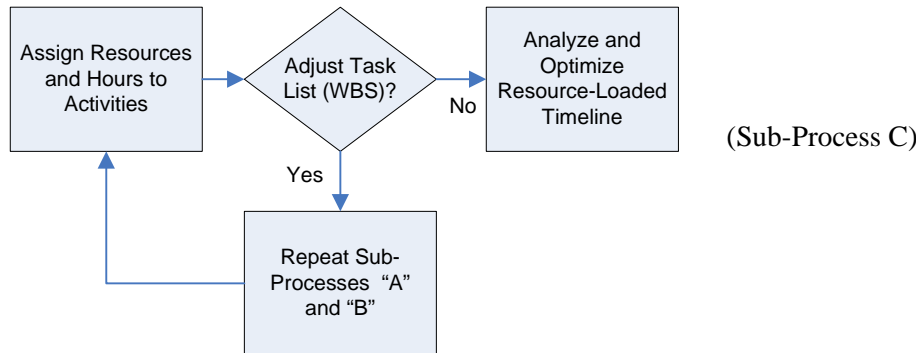 Assign Resources
and Hours to
Activities
Adjust Task
List (WBS)?
No
Analyze and
Optimize
Resource-Loaded
Timeline
(Sub-Process C)
Yes
Repeat Sub-
Processes “A”
and “B”